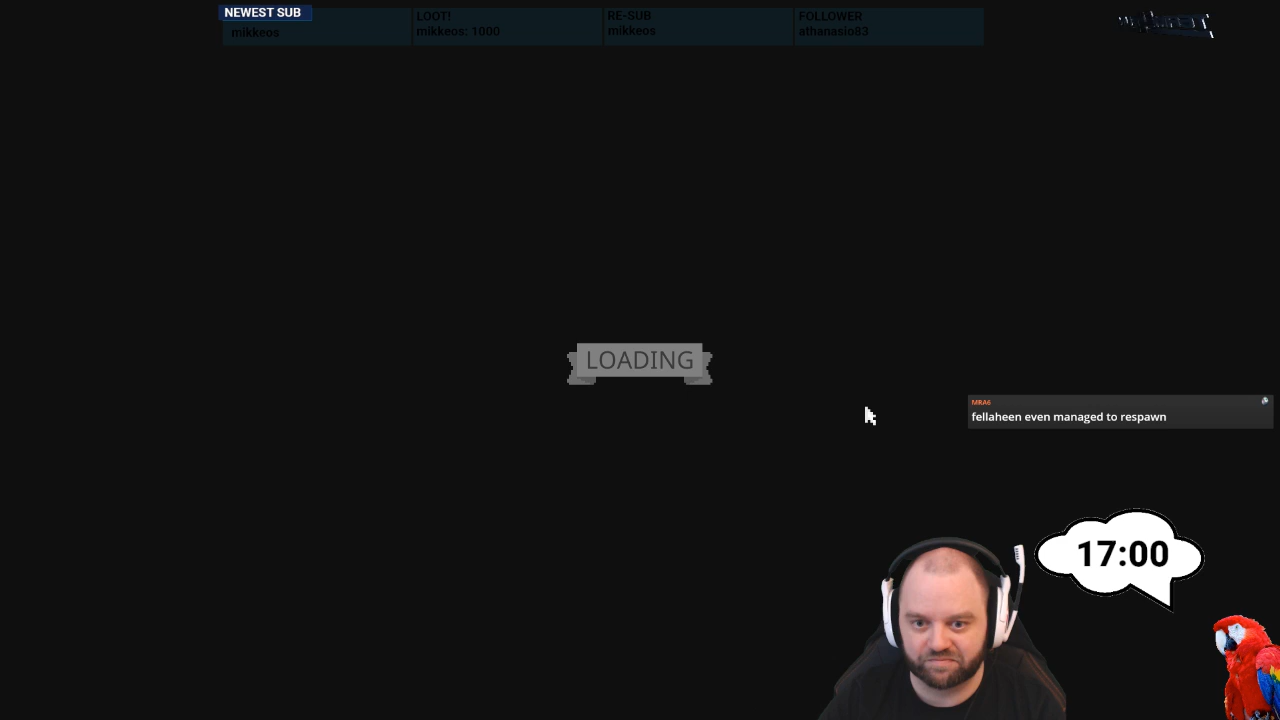 NEWEST SUB
mikkeos
LOOT!
mikkeos: 1000
RE-SUB
mikkeos
FOLLOWER
athanasio83
LOADING
MRA6
fellaheen even managed to respawn
17:00